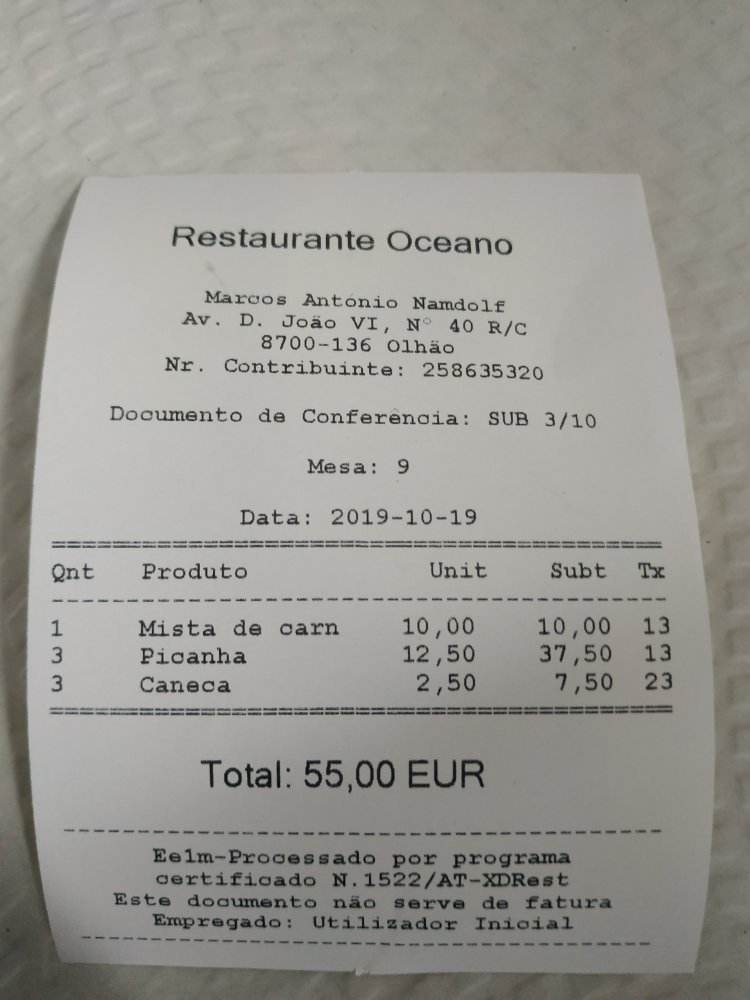 Restaurante Oceano
Marcos António Namdolf
Av. D. João VI, Nº 40 R/C
8700-136 Olhão
Nr. Contribuinte: 258635320
Documento de Conferência: SUB 3/10
Mesa: 9
Data: 2019-10-19
Qnt Produto Unit Subt Tx
1 Mista de carn 10,00 10,00 13
3 Picanha 12,50 37,50 13
3 Caneca 2,50 7,50 23
Total: 55,00 EUR
Ee1m-Processado por programa
certificado N.1522/AT-XDRest
Este documento não serve de fatura
Empregado: Utilizador Inicial